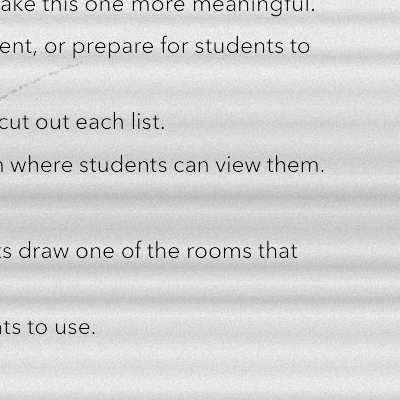 ake this one more meaningful.
ent, or prepare for students to
cut out each list.
where students can view them.
ts draw one of the rooms that
nts to use.